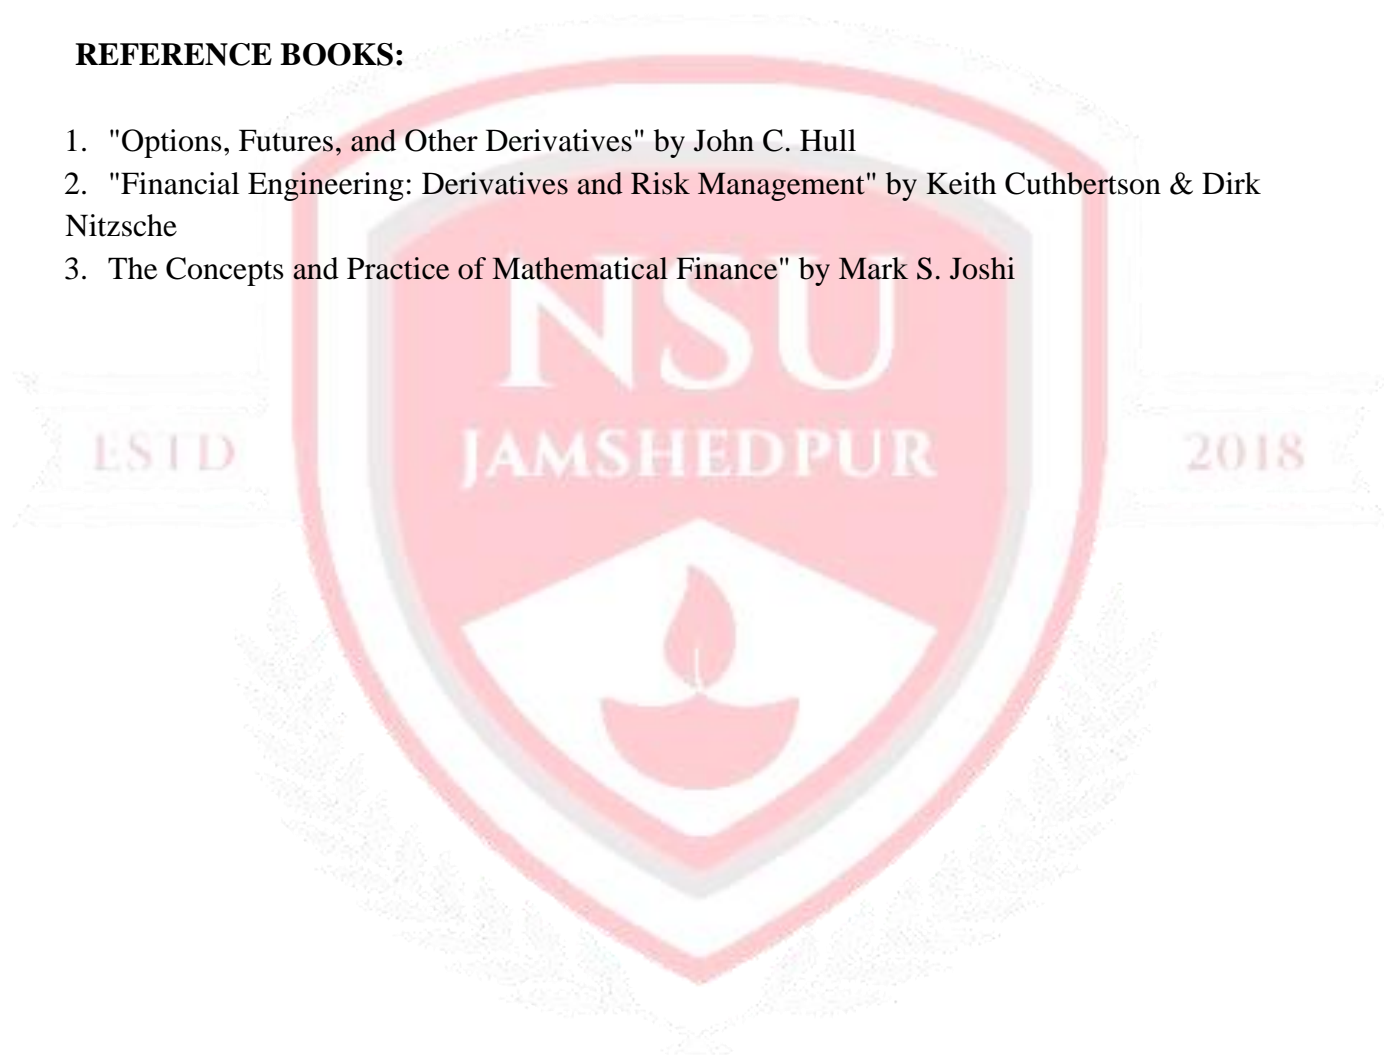 REFERENCE BOOKS:
1. "Options, Futures, and Other Derivatives" by John C. Hull
2. "Financial Engineering: Derivatives and Risk Management" by Keith Cuthbertson & Dirk
Nitzsche
3. The Concepts and Practice of Mathematical Finance" by Mark S. Joshi
NSU
JAMSHEDPUR
ESTD
2018